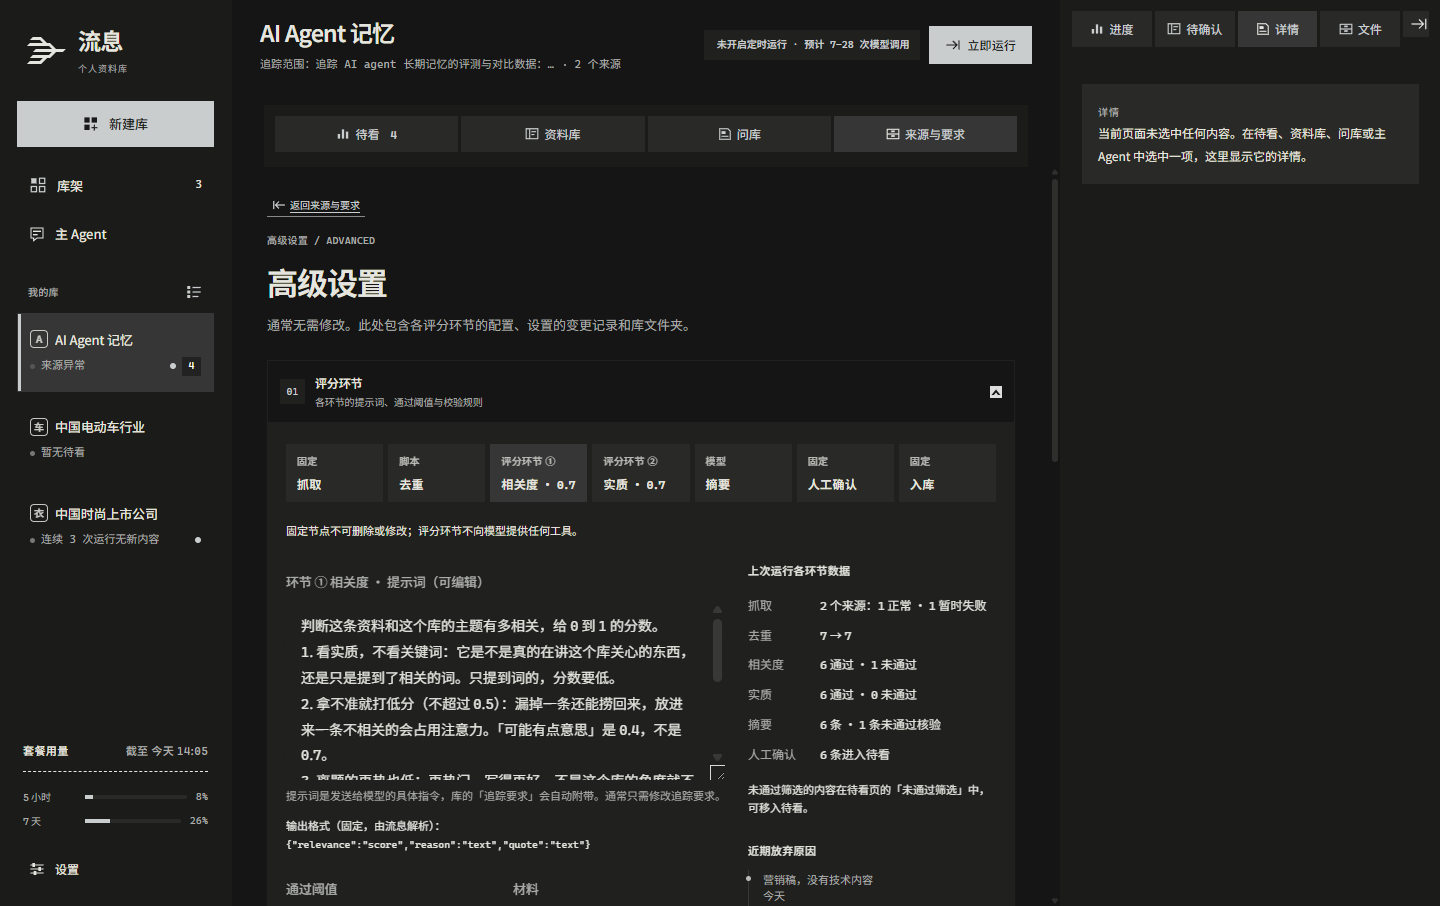 流息
个人资料库
新建库
库架 3
主 Agent
我的库
A AI Agent 记忆
来源异常 4
车 中国电动车行业
暂无待看
衣 中国时尚上市公司
连续 3 次运行无新内容
套餐用量 截至 今天 14:05
5 小时 8%
7 天 26%
设置
AI Agent 记忆
追踪范围：追踪 AI agent 长期记忆的评测与对比数据：… · 2 个来源
未开启定时运行 · 预计 7–28 次模型调用
立即运行
待看 4
资料库
问库
来源与要求
返回来源与要求
高级设置 / ADVANCED
高级设置
通常无需修改。此处包含各评分环节的配置、设置的变更记录和库文件夹。
01 评分环节
各环节的提示词、通过阈值与校验规则
固定
抓取
脚本
去重
评分环节 ①
相关度 · 0.7
评分环节 ②
实质 · 0.7
模型
摘要
固定
人工确认
固定
入库
固定节点不可删除或修改；评分环节不向模型提供任何工具。
环节 ① 相关度 · 提示词（可编辑）
判断这条资料和这个库的主题有多相关，给 0 到 1 的分数。
1. 看实质，不看关键词：它是不是真的在讲这个库关心的东西，
还是只是提到了相关的词。只提到词的，分数要低。
2. 拿不准就打低分（不超过 0.5）：漏掉一条还能捞回来，放进
来一条不相关的会占用注意力。「可能有点意思」是 0.4，不是
0.7。
3. 离题的再热也低：再热门、写得再好，不是这个库的角度就不
提示词是发送给模型的具体指令，库的「追踪要求」会自动附带。通常只需修改追踪要求。
输出格式（固定，由流息解析）：
{"relevance":"score","reason":"text","quote":"text"}
通过阈值
材料
上次运行各环节数据
抓取 2 个来源：1 正常 · 1 暂时失败
去重 7 → 7
相关度 6 通过 · 1 未通过
实质 6 通过 · 0 未通过
摘要 6 条 · 1 条未通过核验
人工确认 6 条进入待看
未通过筛选的内容在待看页的「未通过筛选」中，
可移入待看。
近期放弃原因
营销稿，没有技术内容
今天
进度
待确认
详情
文件
详情
当前页面未选中任何内容。在待看、资料库、问库或主
Agent 中选中一项，这里显示它的详情。